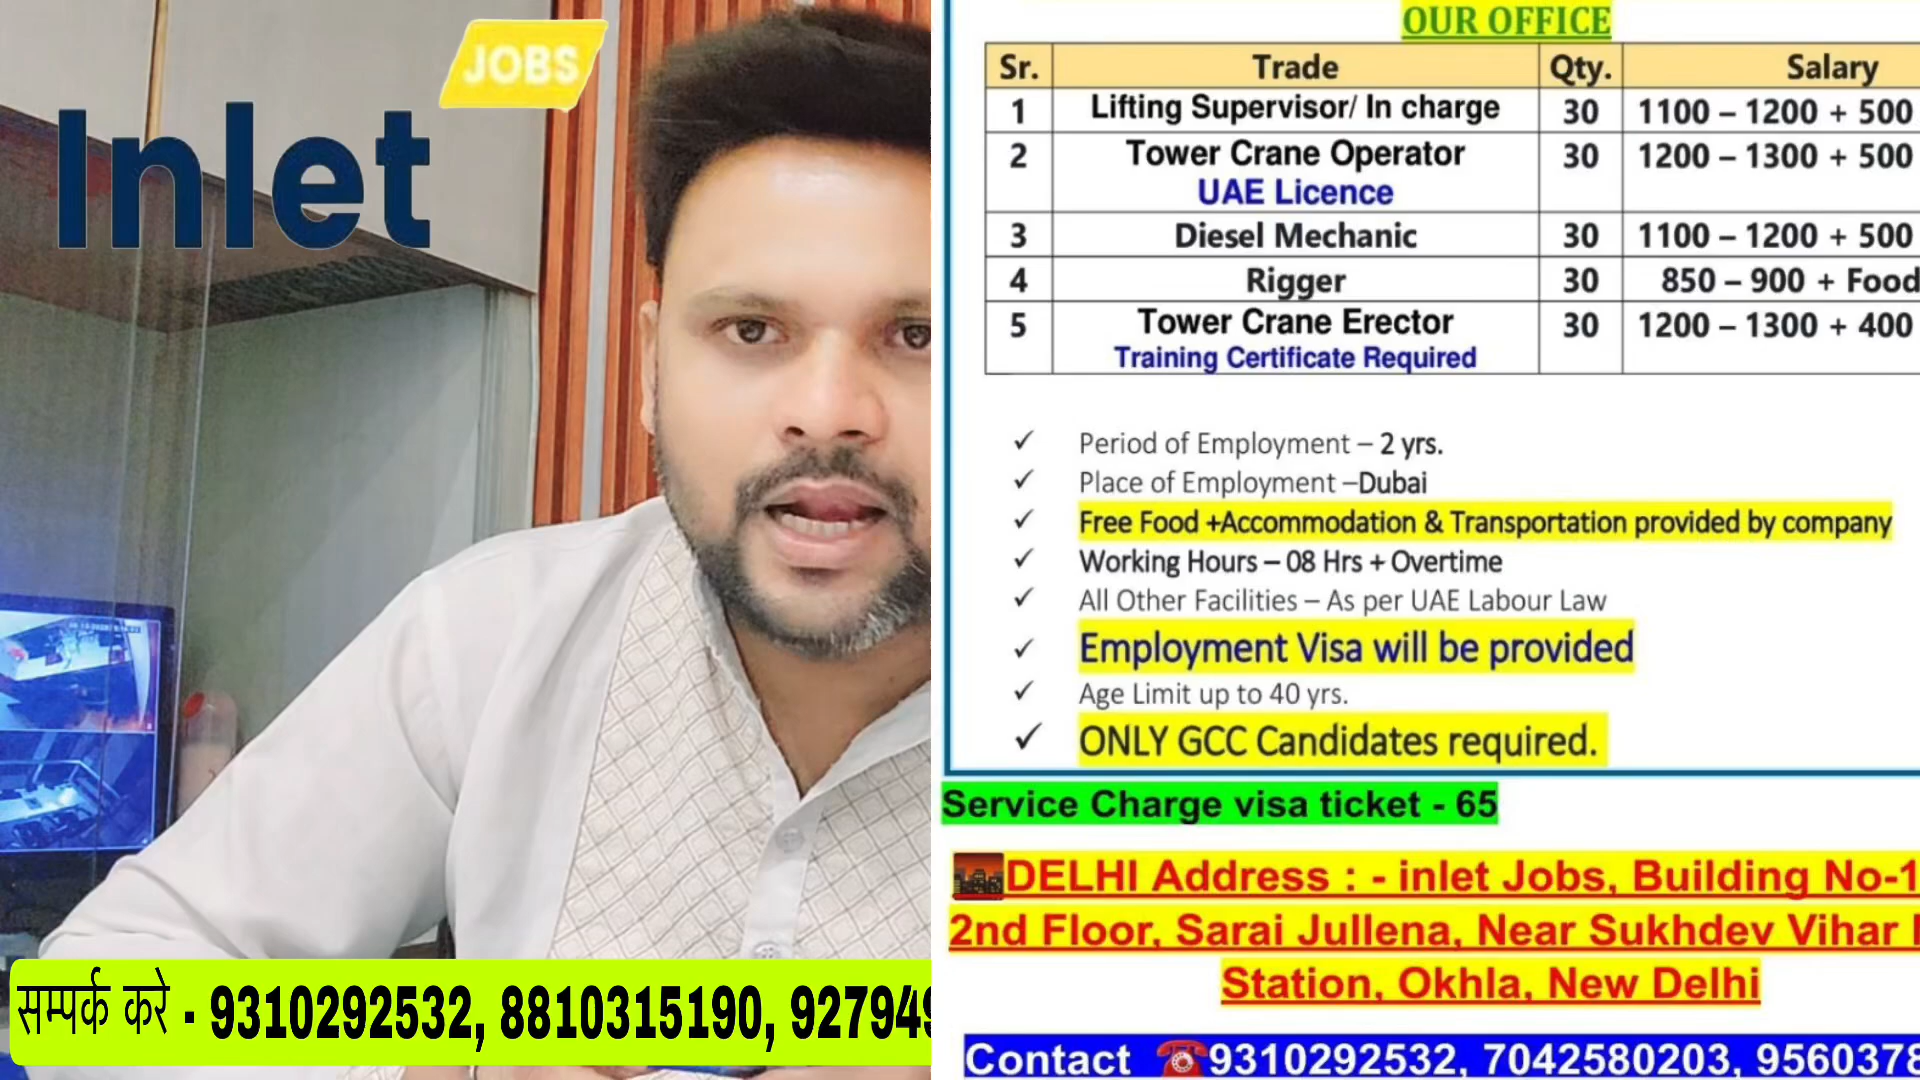 JOBS
Inlet
सम्पर्क करे - 9310292532, 8810315190, 92794
OUR OFFICE
Sr. Trade Qty. Salary
1 Lifting Supervisor/ In charge 30 1100 – 1200 + 500
2 Tower Crane Operator 30 1200 – 1300 + 500
UAE Licence
3 Diesel Mechanic 30 1100 – 1200 + 500
4 Rigger 30 850 – 900 + Food
5 Tower Crane Erector 30 1200 – 1300 + 400
Training Certificate Required
✓ Period of Employment – 2 yrs.
✓ Place of Employment –Dubai
✓ Free Food +Accommodation & Transportation provided by company
✓ Working Hours – 08 Hrs + Overtime
✓ All Other Facilities – As per UAE Labour Law
✓ Employment Visa will be provided
✓ Age Limit up to 40 yrs.
✓ ONLY GCC Candidates required.
Service Charge visa ticket - 65
DELHI Address : - inlet Jobs, Building No-1
2nd Floor, Sarai Jullena, Near Sukhdev Vihar
Station, Okhla, New Delhi
Contact ☎9310292532, 7042580203, 956037